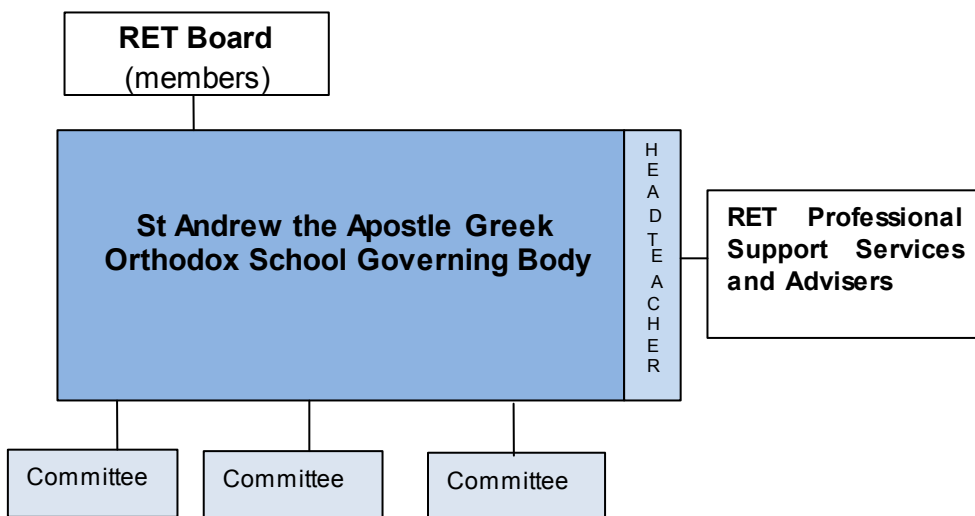 RET Board
(members)
St Andrew the Apostle Greek
Orthodox School Governing Body
HEADTEACHER
RET Professional
Support Services
and Advisers
Committee
Committee
Committee